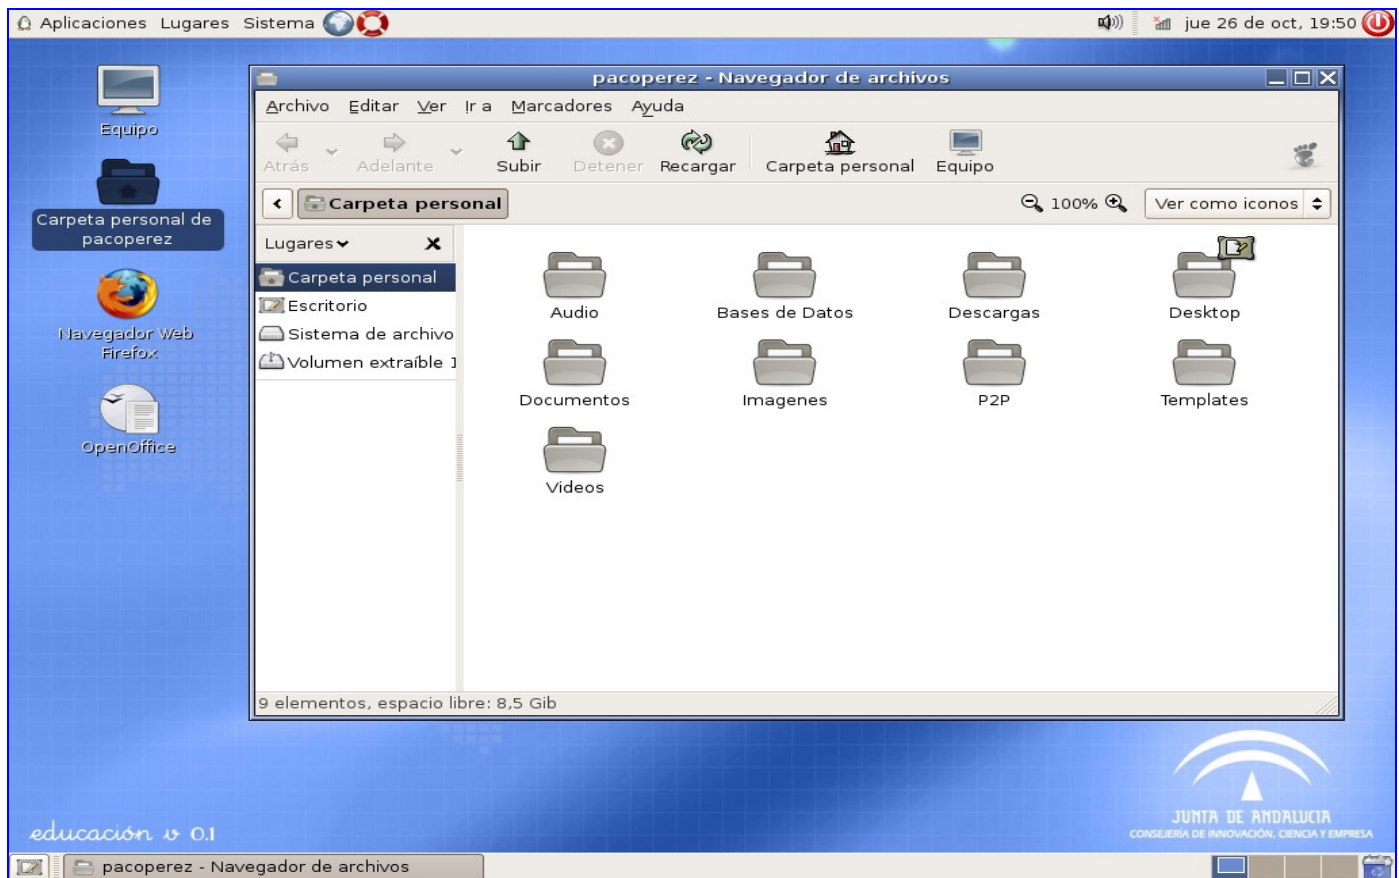 Aplicaciones Lugares Sistema jue 26 de oct, 19:50
Equipo
Carpeta personal de
pacoperez
Navegador Web
Firefox
OpenOffice
pacoperez - Navegador de archivos
Archivo Editar Ver Ir a Marcadores Ayuda
Atrás Adelante Subir Detener Recargar Carpeta personal Equipo
Carpeta personal 100% Ver como iconos
Lugares
Carpeta personal
Escritorio
Sistema de archivo
Volumen extraíble 1
Audio Bases de Datos Descargas Desktop
Documentos Imagenes P2P Templates
Videos
9 elementos, espacio libre: 8,5 Gib
educación v 0.1
JUNTA DE ANDALUCIA
CONSEJERÍA DE INNOVACIÓN, CIENCIA Y EMPRESA
pacoperez - Navegador de archivos